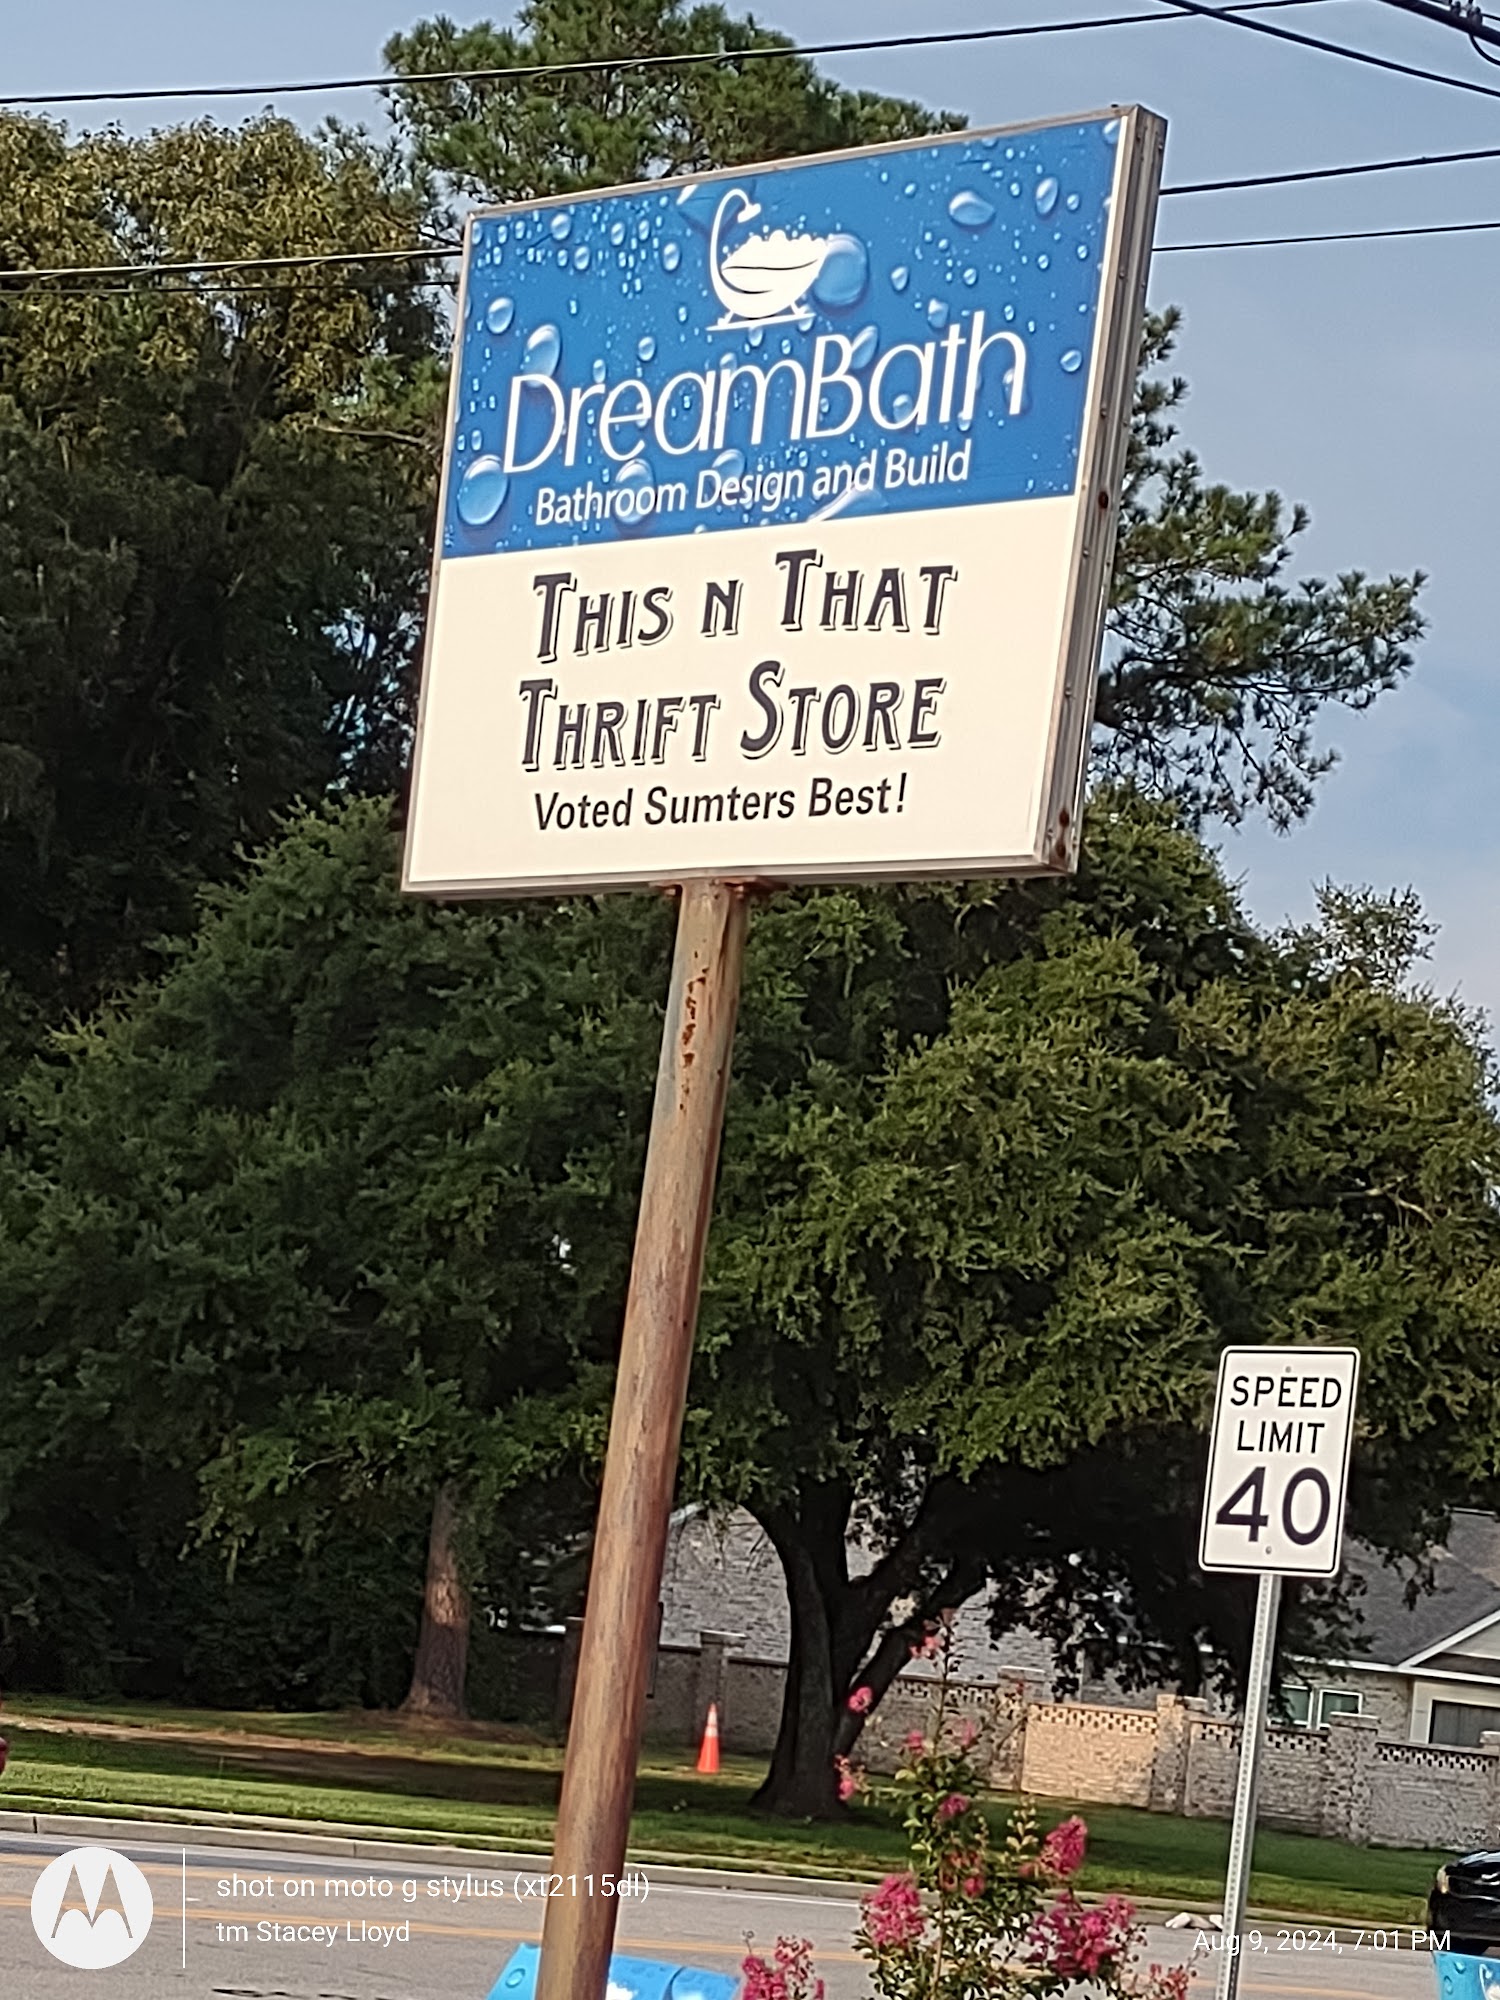 DreamBath
Bathroom Design and Build
THIS N THAT
THRIFT STORE
Voted Sumters Best!
SPEED
LIMIT
40
shot on moto g stylus (xt2115dl)
tm Stacey Lloyd
Aug 9, 2024, 7:01 PM